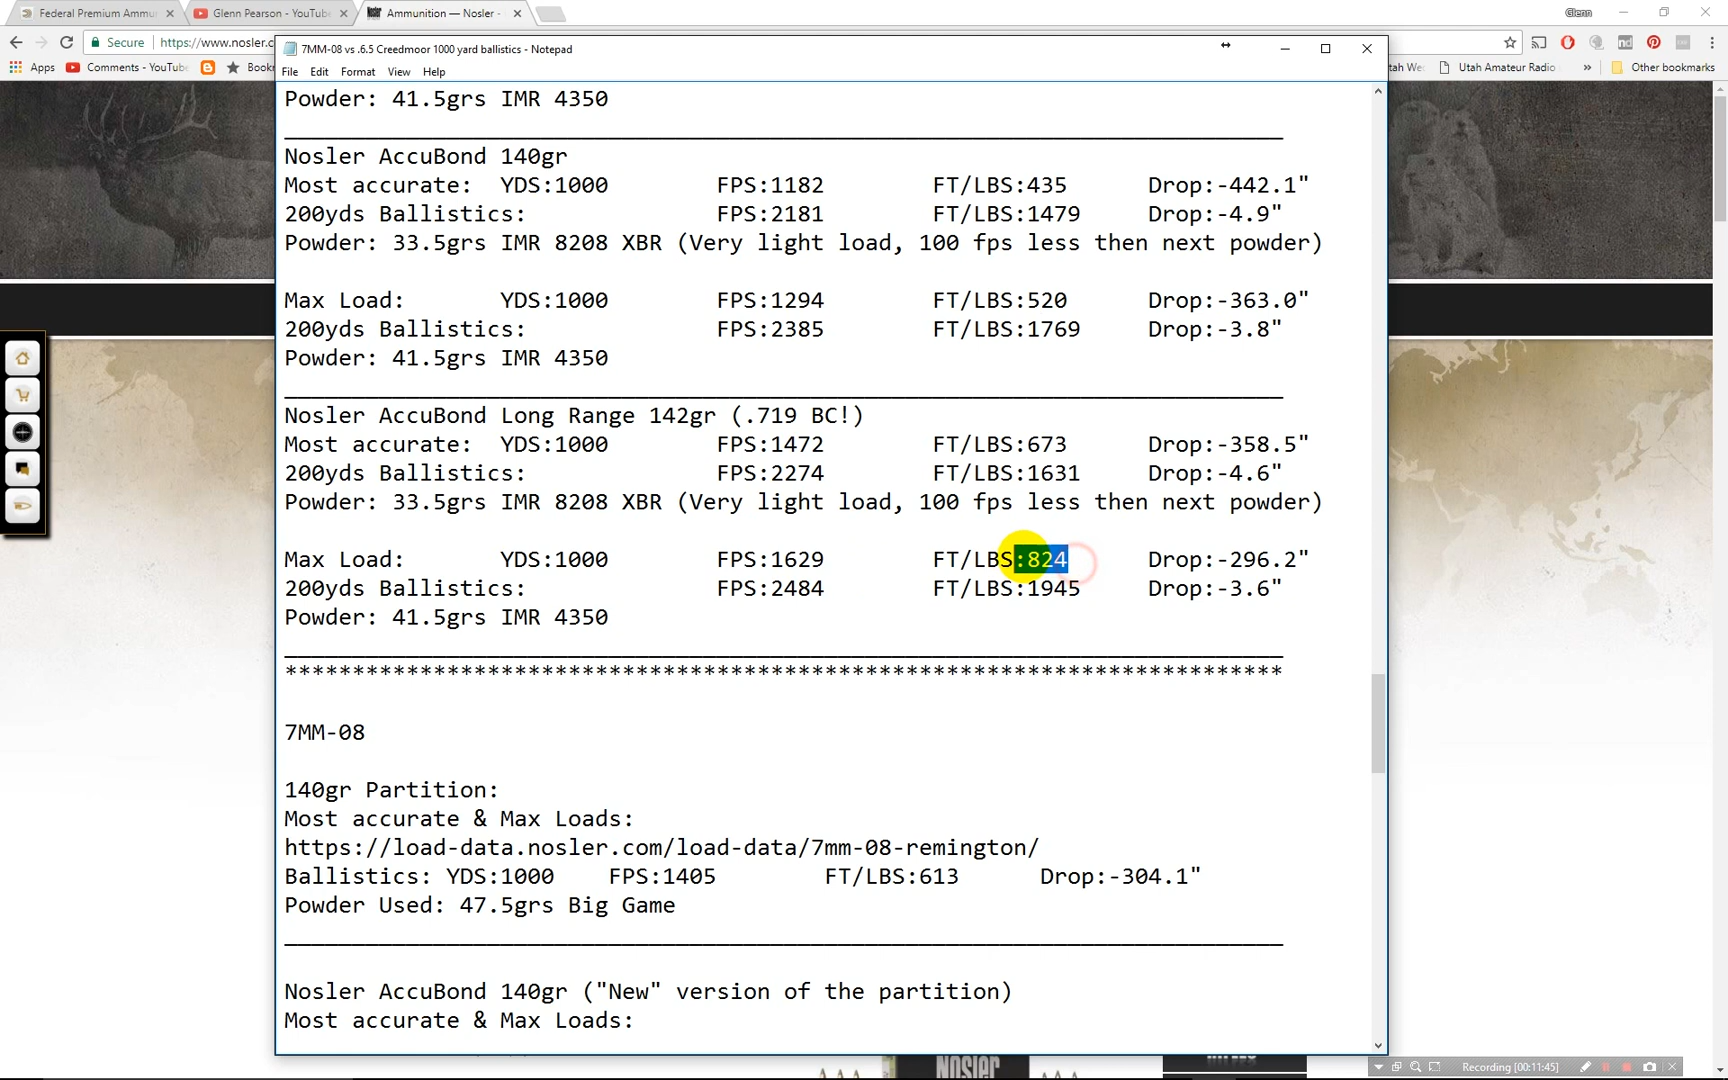 Federal Premium Ammu
Glenn Pearson - YouTube
Ammunition — Nosler -
Glenn
Secure
https://www.nosler.c
Apps
Comments - YouTube
Book
tah We
Utah Amateur Radio
Other bookmarks
7MM-08 vs .6.5 Creedmoor 1000 yard ballistics - Notepad
File Edit Format View Help
Powder: 41.5grs IMR 4350
Nosler AccuBond 140gr
Most accurate: YDS:1000 FPS:1182 FT/LBS:435 Drop:-442.1"
200yds Ballistics: FPS:2181 FT/LBS:1479 Drop:-4.9"
Powder: 33.5grs IMR 8208 XBR (Very light load, 100 fps less then next powder)
Max Load: YDS:1000 FPS:1294 FT/LBS:520 Drop:-363.0"
200yds Ballistics: FPS:2385 FT/LBS:1769 Drop:-3.8"
Powder: 41.5grs IMR 4350
Nosler AccuBond Long Range 142gr (.719 BC!)
Most accurate: YDS:1000 FPS:1472 FT/LBS:673 Drop:-358.5"
200yds Ballistics: FPS:2274 FT/LBS:1631 Drop:-4.6"
Powder: 33.5grs IMR 8208 XBR (Very light load, 100 fps less then next powder)
Max Load: YDS:1000 FPS:1629 FT/LBS:824 Drop:-296.2"
200yds Ballistics: FPS:2484 FT/LBS:1945 Drop:-3.6"
Powder: 41.5grs IMR 4350
**************************************************************************
7MM-08
140gr Partition:
Most accurate & Max Loads:
https://load-data.nosler.com/load-data/7mm-08-remington/
Ballistics: YDS:1000 FPS:1405 FT/LBS:613 Drop:-304.1"
Powder Used: 47.5grs Big Game
Nosler AccuBond 140gr ("New" version of the partition)
Most accurate & Max Loads:
Nosler
Recording [00:11:45]